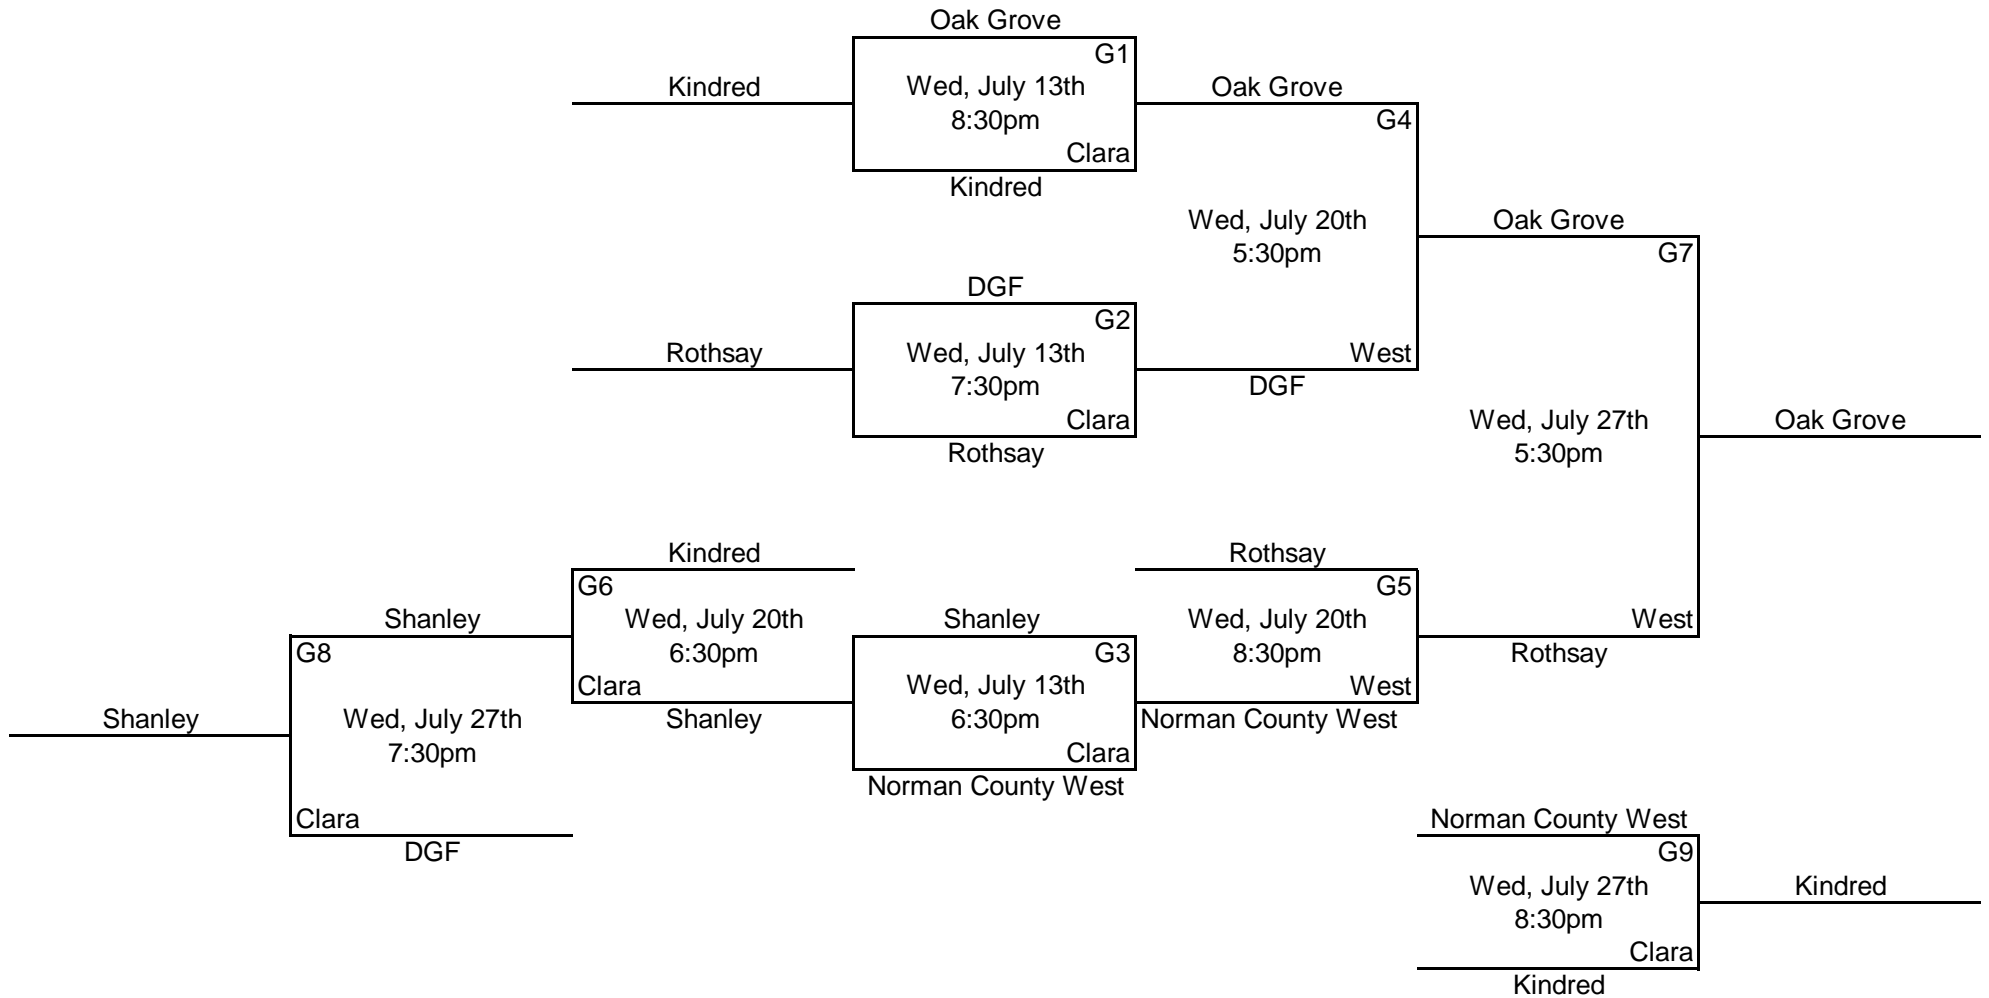 Oak Grove
G1
Kindred
Wed, July 13th
Oak Grove
8:30pm
G4
Clara
Kindred
Wed, July 20th
Oak Grove
5:30pm
G7
DGF
G2
Rothsay
Wed, July 13th
West
7:30pm
DGF
Clara
Wed, July 27th
Oak Grove
Rothsay
5:30pm
Kindred
Rothsay
G6
G5
Shanley
Wed, July 20th
Shanley
Wed, July 20th
West
G8
6:30pm
G3
8:30pm
Rothsay
Clara
Wed, July 13th
West
Shanley
Wed, July 27th
Shanley
6:30pm
Norman County West
7:30pm
Clara
Norman County West
Clara
Norman County West
DGF
G9
Wed, July 27th
Kindred
8:30pm
Clara
Kindred